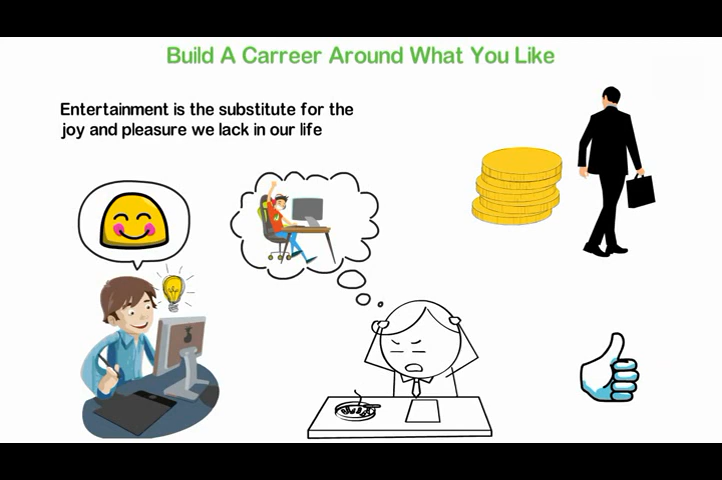 Build A Carreer Around What You Like
Entertainment is the substitute for the
joy and pleasure we lack in our life